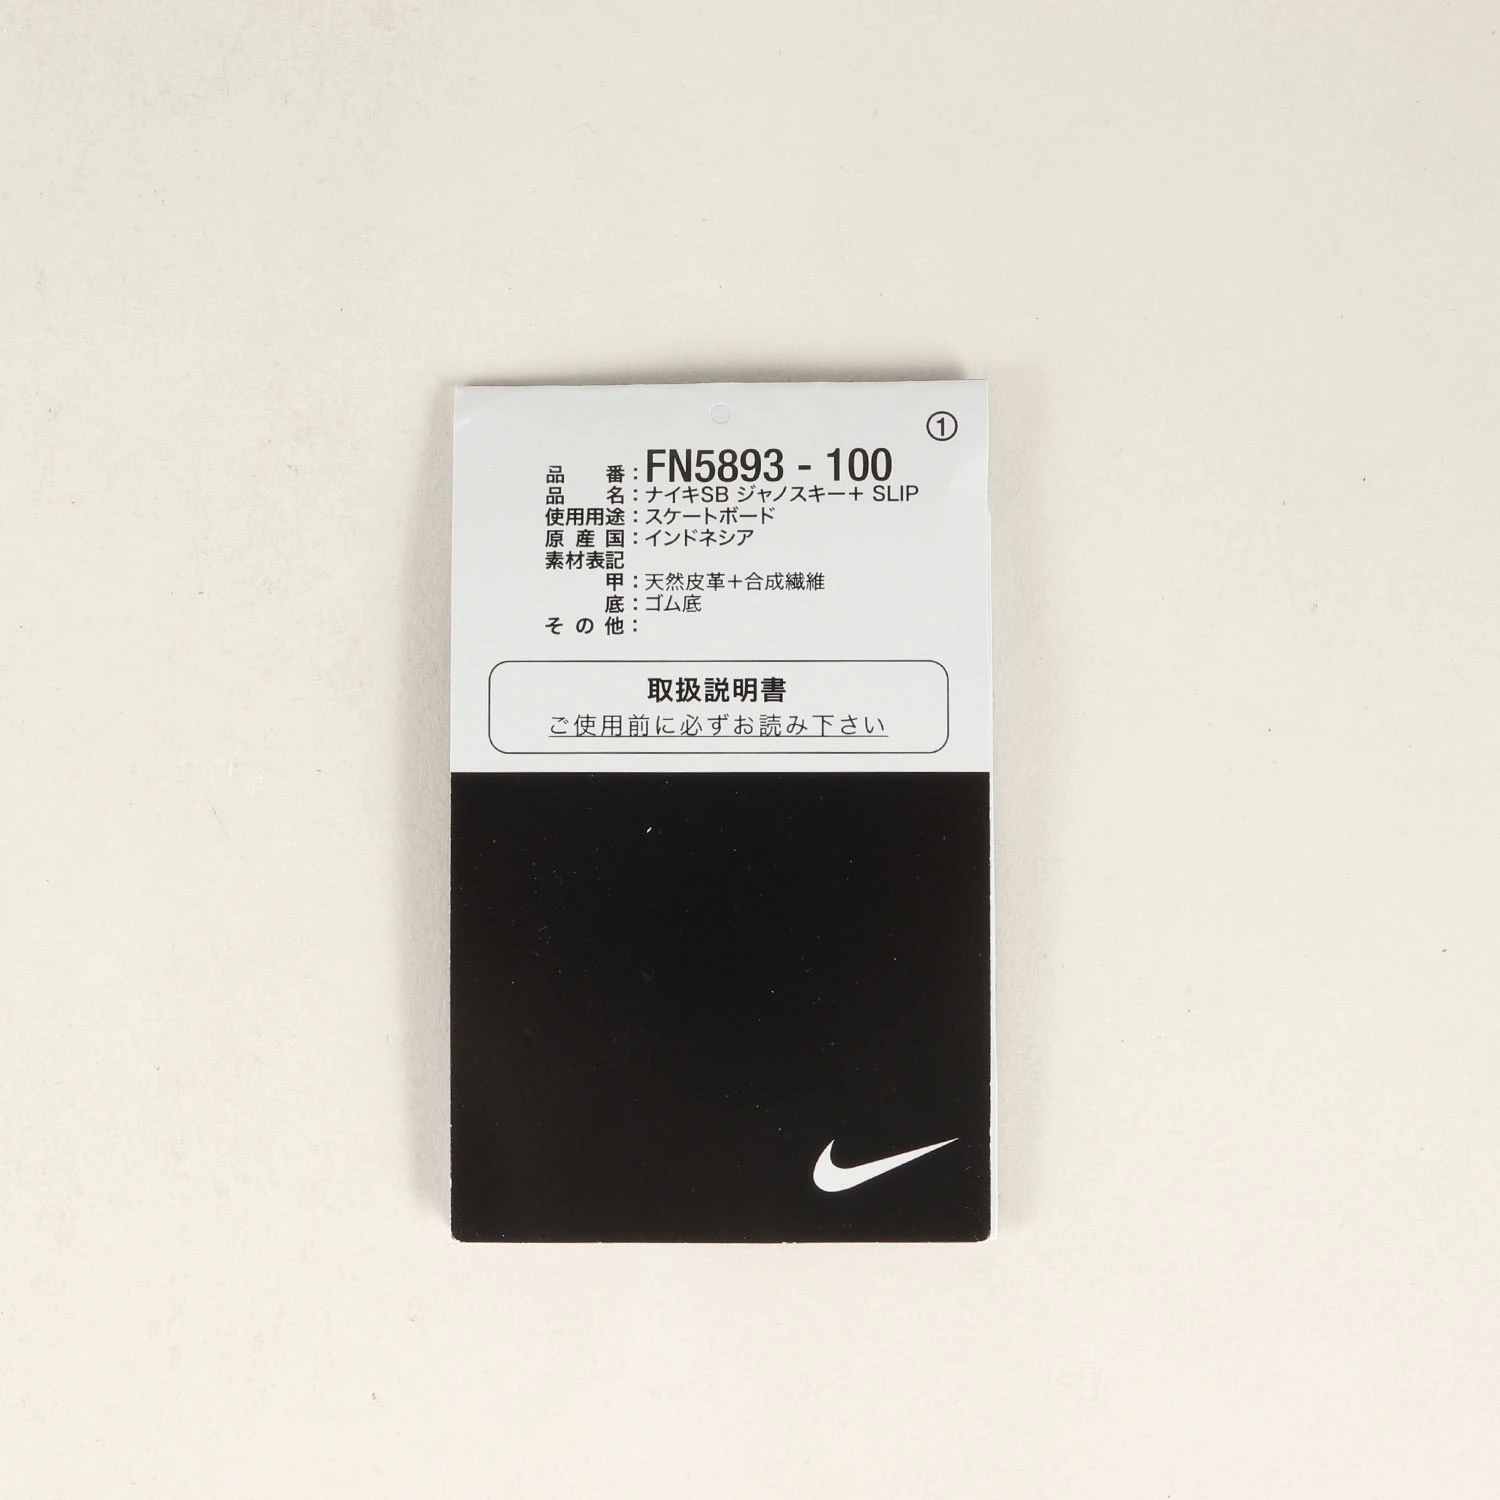 ①
品番：FN5893 - 100
品名：ナイキSB ジャノスキー＋ SLIP
使用用途：スケートボード
原産国：インドネシア
素材表記
甲：天然皮革＋合成繊維
底：ゴム底
その他：
取扱説明書
ご使用前に必ずお読み下さい